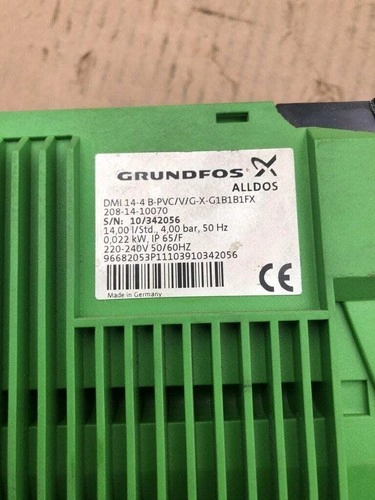 GRUNDFOS
ALLDOS
DMI 14-4 B-PVC/V/G-X-G1B1B1FX
208-14-10070
S/N: 10/342056
14,00 l/Std., 4,00 bar, 50 Hz
0,022 kW, IP 65/F
220-240V 50/60HZ
96682053P11103910342056
Made in Germany
CE